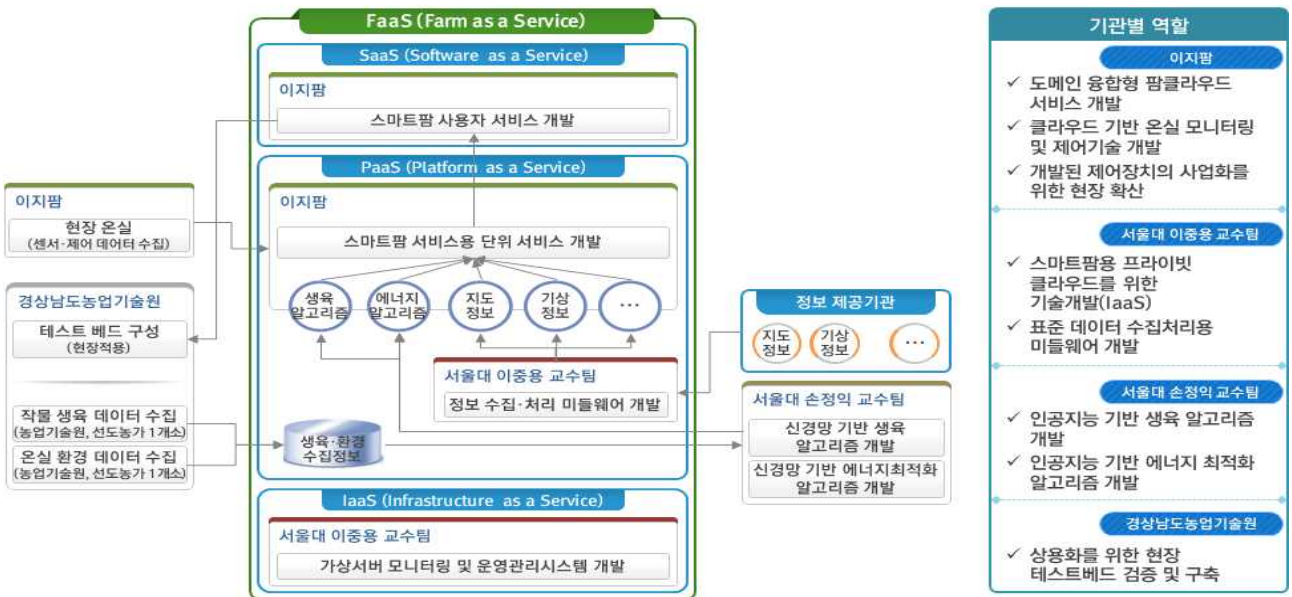 FaaS (Farm as a Service)
SaaS (Software as a Service)
이지팜
스마트팜 사용자 서비스 개발
PaaS (Platform as a Service)
이지팜
스마트팜 서비스용 단위 서비스 개발
생육
알고리즘
에너지
알고리즘
지도
정보
기상
정보
...
서울대 이중용 교수팀
정보 수집·처리 미들웨어 개발
생육·환경
수집정보
IaaS (Infrastructure as a Service)
서울대 이중용 교수팀
가상서버 모니터링 및 운영관리시스템 개발
이지팜
현장 온실
(센서·제어 데어터 수집)
경상남도농업기술원
테스트 베드 구성
(현장적용)
작물 생육 데이터 수집
(농업기술원, 선도농가 1개소)
온실 환경 데이터 수집
(농업기술원, 선도농가 1개소)
정보 제공기관
지도
정보
기상
정보
...
서울대 손정익 교수팀
신경망 기반 생육
알고리즘 개발
신경망 기반 에너지최적화
알고리즘 개발
기관별 역할
이지팜
✓ 도메인 융합형 팜클라우드
서비스 개발
✓ 클라우드 기반 온실 모니터링
및 제어기술 개발
✓ 개발된 제어장치의 사업화를
위한 현장 확산
서울대 이중용 교수팀
✓ 스마트팜용 프라이빗
클라우드를 위한
기술개발(IaaS)
✓ 표준 데이터 수집처리용
미들웨어 개발
서울대 손정익 교수팀
✓ 인공지능 기반 생육 알고리즘
개발
✓ 인공지능 기반 에너지 최적화
알고리즘 개발
경상남도농업기술원
✓ 상용화를 위한 현장
테스트베드 검증 및 구축